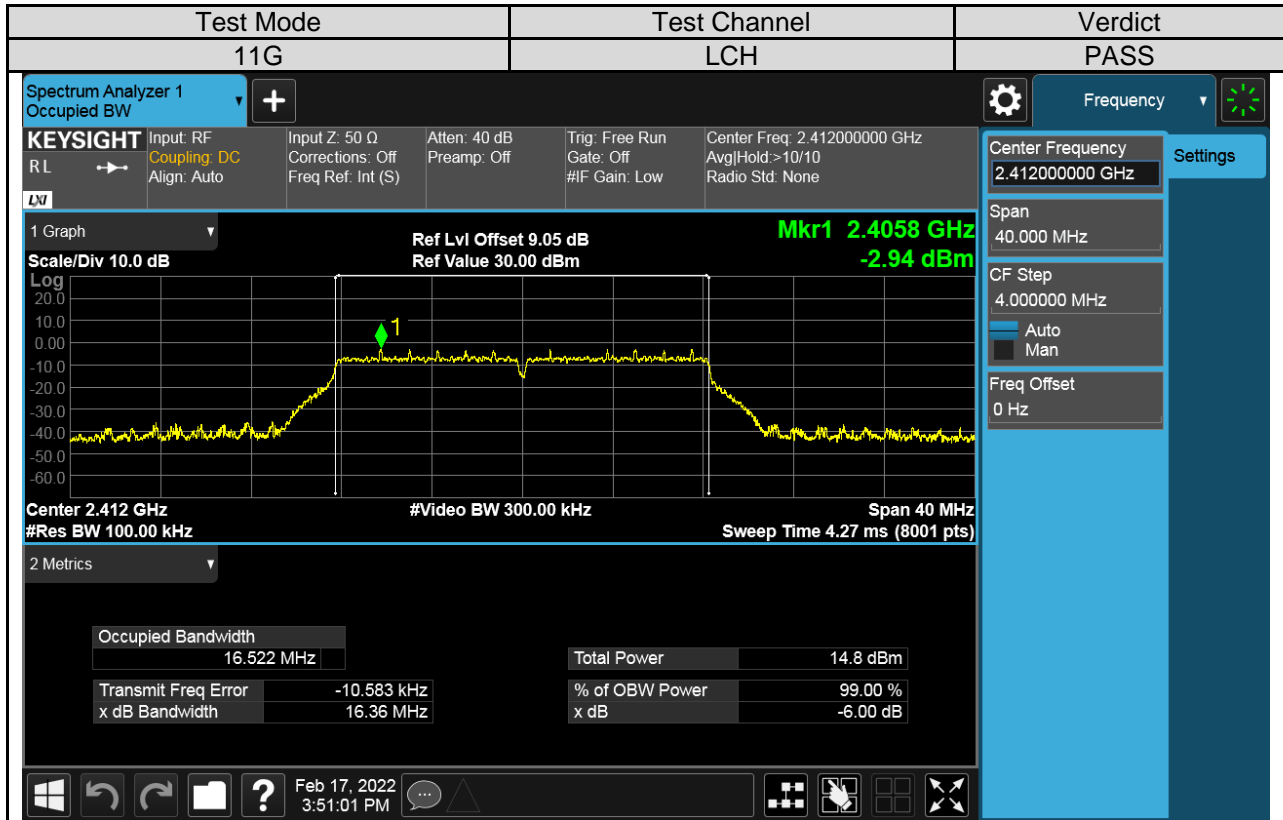 Test Mode Test Channel Verdict
11G LCH PASS
Spectrum Analyzer 1
Occupied BW
+
Frequency
KEYSIGHT Input: RF Input Z: 50 Ω Atten: 40 dB Trig: Free Run Center Freq: 2.412000000 GHz
RL Coupling: DC Corrections: Off Preamp: Off Gate: Off Avg|Hold:>10/10
Align: Auto Freq Ref: Int (S) #IF Gain: Low Radio Std: None
LXI
Center Frequency
2.412000000 GHz
Settings
Span
40.000 MHz
CF Step
4.000000 MHz
Auto
Man
Freq Offset
0 Hz
1 Graph
Ref Lvl Offset 9.05 dB Mkr1 2.4058 GHz
Scale/Div 10.0 dB Ref Value 30.00 dBm -2.94 dBm
Log
20.0
10.0
1
0.00
-10.0
-20.0
-30.0
-40.0
-50.0
-60.0
Center 2.412 GHz #Video BW 300.00 kHz Span 40 MHz
#Res BW 100.00 kHz Sweep Time 4.27 ms (8001 pts)
2 Metrics
Occupied Bandwidth
16.522 MHz Total Power 14.8 dBm
Transmit Freq Error -10.583 kHz % of OBW Power 99.00 %
x dB Bandwidth 16.36 MHz x dB -6.00 dB
? Feb 17, 2022
3:51:01 PM